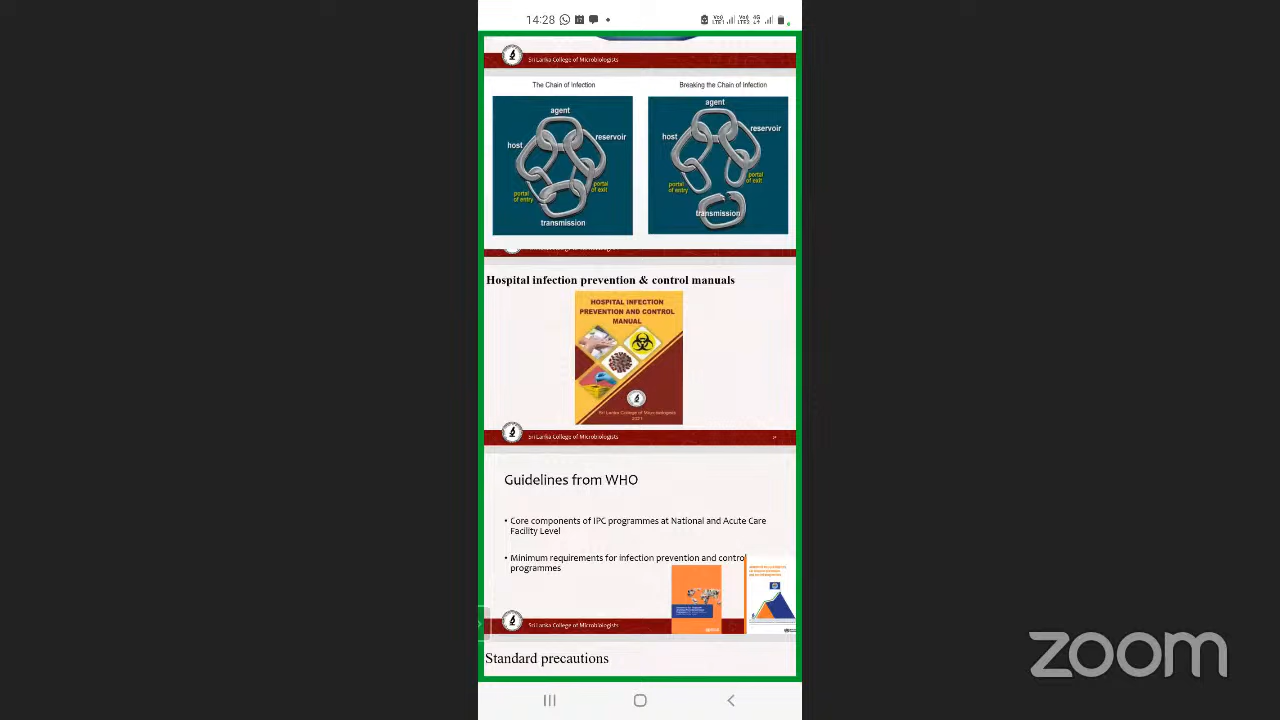 14:28
Sri Lanka College of Microbiologists
The Chain of Infection
Breaking the Chain of Infection
agent
reservoir
host
portal
of exit
portal
of entry
transmission
agent
reservoir
host
portal
of exit
portal
of entry
transmission
Hospital infection prevention & control manuals
HOSPITAL INFECTION
PREVENTION AND CONTROL
MANUAL
Sri Lanka College of Microbiologists
2021
Sri Lanka College of Microbiologists
Guidelines from WHO
• Core components of IPC programmes at National and Acute Care
Facility Level
• Minimum requirements for infection prevention and control
programmes
Sri Lanka College of Microbiologists
Standard precautions
zoom